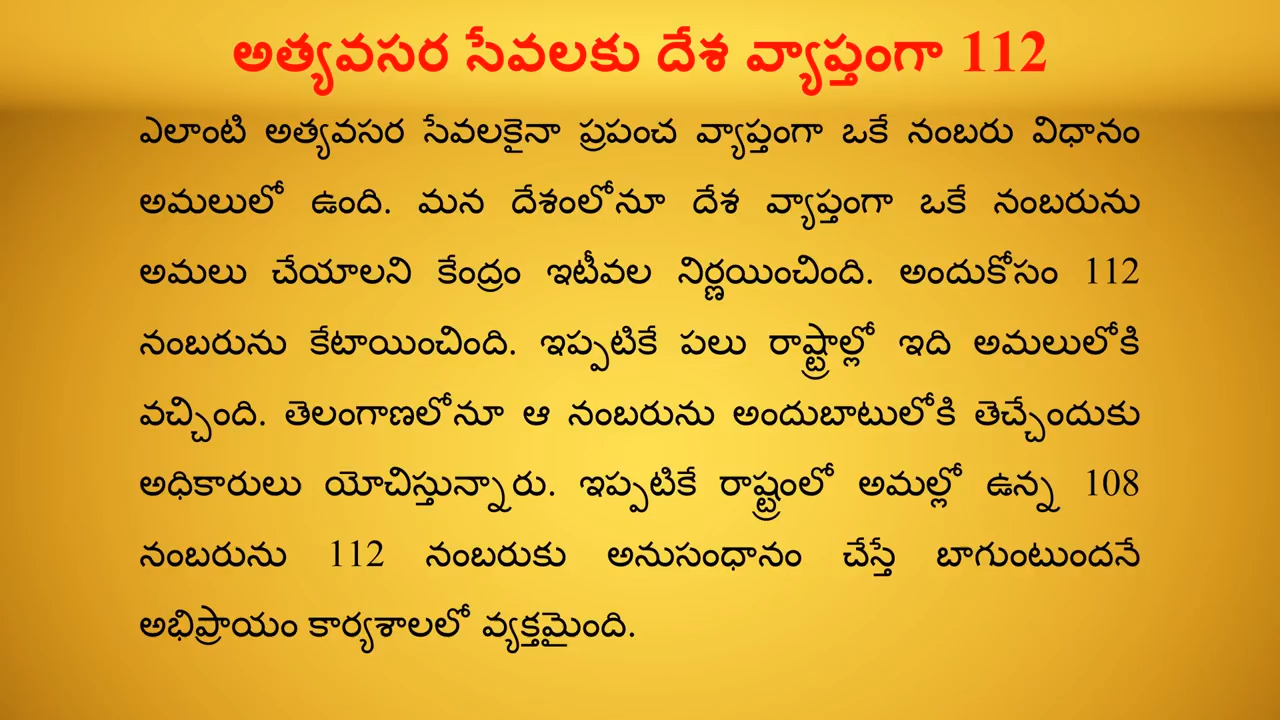 అత్యవసర సేవలకు దేశ వ్యాప్తంగా 112
ఎలాంటి అత్యవసర సేవలకైనా ప్రపంచ వ్యాప్తంగా ఒకే నంబరు విధానం
అమలులో ఉంది. మన దేశంలోనూ దేశ వ్యాప్తంగా ఒకే నంబరును
అమలు చేయాలని కేంద్రం ఇటీవల నిర్ణయించింది. అందుకోసం 112
నంబరును కేటాయించింది. ఇప్పటికే పలు రాష్ట్రాల్లో ఇది అమలులోకి
వచ్చింది. తెలంగాణలోనూ ఆ నంబరును అందుబాటులోకి తెచ్చేందుకు
అధికారులు యోచిస్తున్నారు. ఇప్పటికే రాష్ట్రంలో అమల్లో ఉన్న 108
నంబరును 112 నంబరుకు అనుసంధానం చేస్తే బాగుంటుందనే
అభిప్రాయం కార్యశాలలో వ్యక్తమైంది.